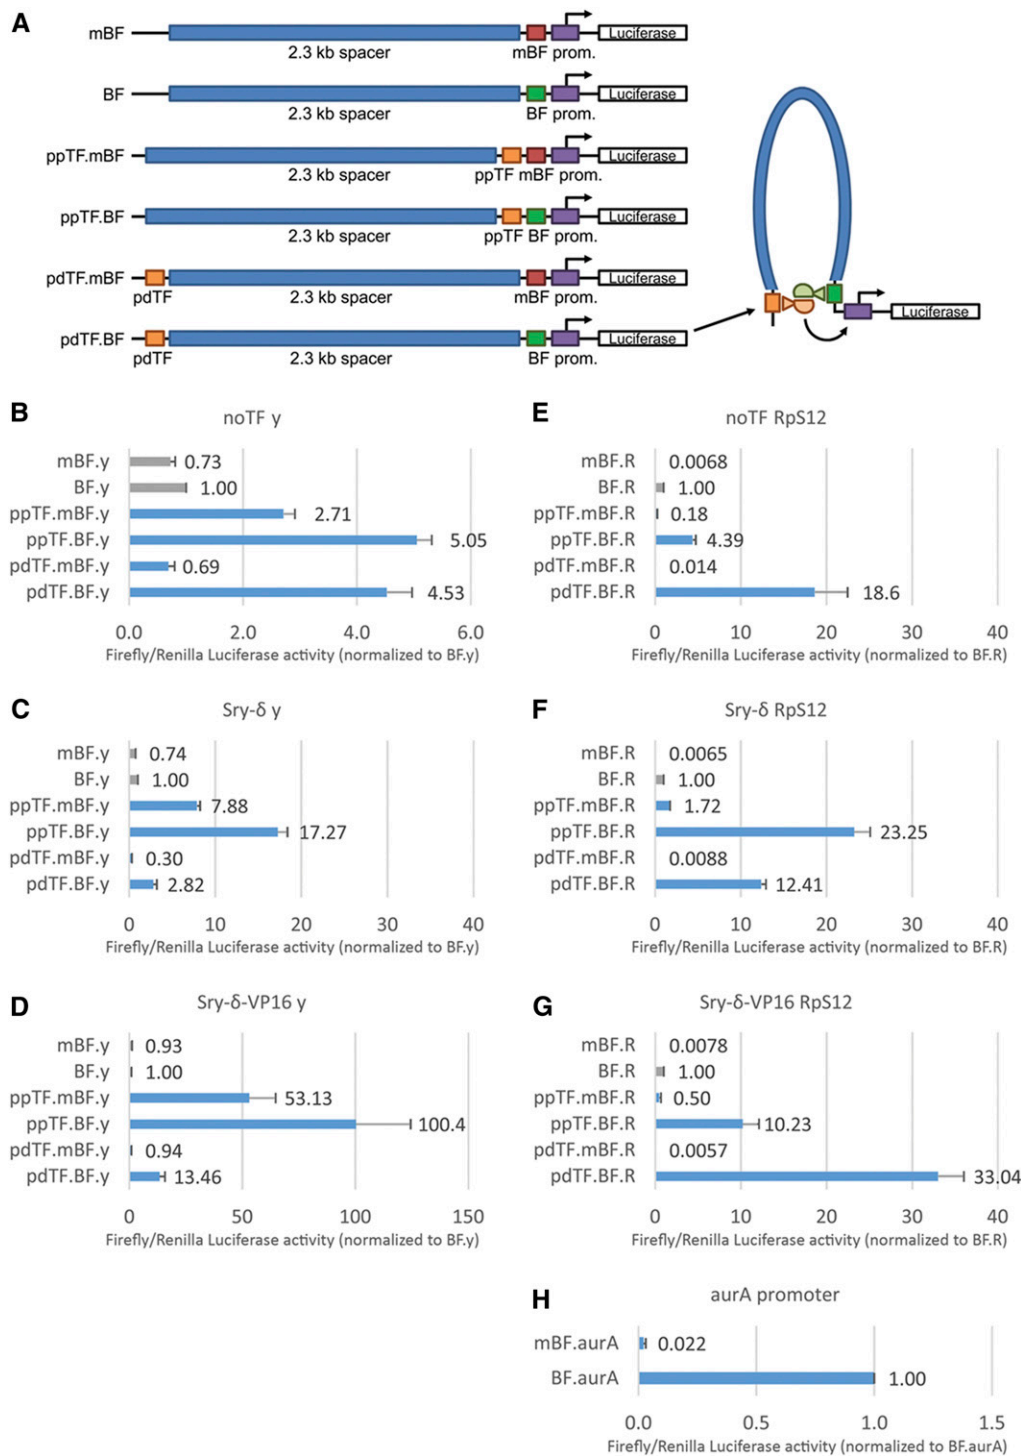 A
mBF
Luciferase
2.3 kb spacer
mBF prom.
BF
Luciferase
2.3 kb spacer
BF prom.
ppTF.mBF
Luciferase
2.3 kb spacer
ppTF mBF prom.
ppTF.BF
Luciferase
2.3 kb spacer
ppTF BF prom.
pdTF.mBF
Luciferase
pdTF
2.3 kb spacer
mBF prom.
pdTF.BF
Luciferase
pdTF
2.3 kb spacer
BF prom.
Luciferase
B
noTF y
mBF.y 0.73
BF.y 1.00
ppTF.mBF.y 2.71
ppTF.BF.y 5.05
pdTF.mBF.y 0.69
pdTF.BF.y 4.53
0.0 2.0 4.0 6.0
Firefly/Renilla Luciferase activity (normalized to BF.y)
E
noTF RpS12
mBF.R 0.0068
BF.R 1.00
ppTF.mBF.R 0.18
ppTF.BF.R 4.39
pdTF.mBF.R 0.014
pdTF.BF.R 18.6
0 10 20 30 40
Firefly/Renilla Luciferase activity (normalized to BF.R)
C
Sry-δ y
mBF.y 0.74
BF.y 1.00
ppTF.mBF.y 7.88
ppTF.BF.y 17.27
pdTF.mBF.y 0.30
pdTF.BF.y 2.82
0 10 20 30 40
Firefly/Renilla Luciferase activity (normalized to BF.y)
F
Sry-δ RpS12
mBF.R 0.0065
BF.R 1.00
ppTF.mBF.R 1.72
ppTF.BF.R 23.25
pdTF.mBF.R 0.0088
pdTF.BF.R 12.41
0 10 20 30 40
Firefly/Renilla Luciferase activity (normalized to BF.R)
D
Sry-δ-VP16 y
mBF.y 0.93
BF.y 1.00
ppTF.mBF.y 53.13
ppTF.BF.y 100.4
pdTF.mBF.y 0.94
pdTF.BF.y 13.46
0 50 100 150
Firefly/Renilla Luciferase activity (normalized to BF.y)
G
Sry-δ-VP16 RpS12
mBF.R 0.0078
BF.R 1.00
ppTF.mBF.R 0.50
ppTF.BF.R 10.23
pdTF.mBF.R 0.0057
pdTF.BF.R 33.04
0 10 20 30 40
Firefly/Renilla Luciferase activity (normalized to BF.R)
H
aurA promoter
mBF.aurA 0.022
BF.aurA 1.00
0.0 0.5 1.0 1.5
Firefly/Renilla Luciferase activity (normalized to BF.aurA)